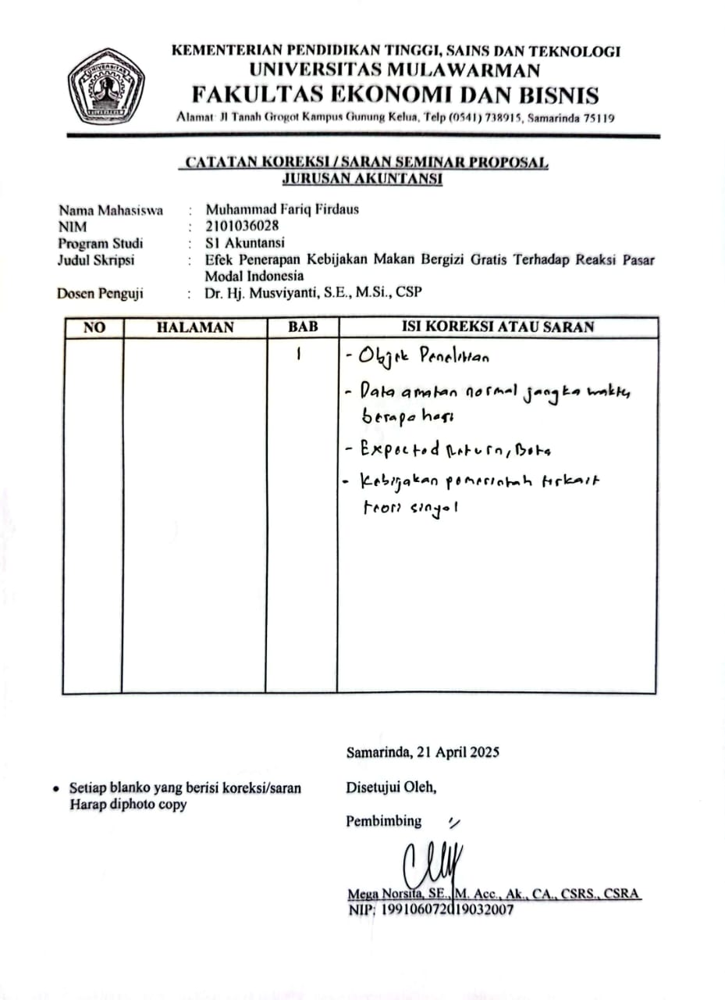 KEMENTERIAN PENDIDIKAN TINGGI, SAINS DAN TEKNOLOGI
UNIVERSITAS MULAWARMAN
FAKULTAS EKONOMI DAN BISNIS
Alamat Jl Tanah Grogot Kampus Gunung Kelua, Telp (0541) 738915, Samarinda 75119
CATATAN KOREKSI / SARAN SEMINAR PROPOSAL
JURUSAN AKUNTANSI
Nama Mahasiswa : Muhammad Fariq Firdaus
NIM : 2101036028
Program Studi : S1 Akuntansi
Judul Skripsi : Efek Penerapan Kebijakan Makan Bergizi Gratis Terhadap Reaksi Pasar
Modal Indonesia
Dosen Penguji : Dr. Hj. Musviyanti, S.E., M.Si., CSP
NO HALAMAN BAB ISI KOREKSI ATAU SARAN
1 - Objek Penelitian
- Data amatan normal jangka waktu
berapa hari
- Expected Return, Beta
- Kebijakan pemerintah terkait
teori sinyal
Samarinda, 21 April 2025
• Setiap blanko yang berisi koreksi/saran
Harap diphoto copy
Disetujui Oleh,
Pembimbing
Mega Norsita, SE., M. Acc., Ak., CA., CSRS., CSRA
NIP: 199106072019032007